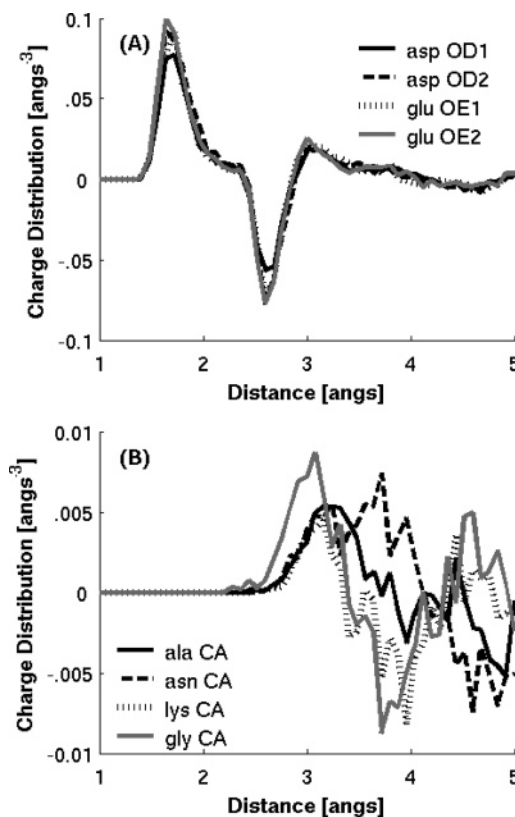 (A)
asp OD1
asp OD2
glu OE1
glu OE2
Charge Distribution [angs⁻³]
0.1
.05
0
-.05
-0.1
1 2 3 4 5
Distance [angs]
(B)
Charge Distribution [angs⁻³]
0.01
0.005
0
-0.005
-0.01
ala CA
asn CA
lys CA
gly CA
1 2 3 4 5
Distance [angs]